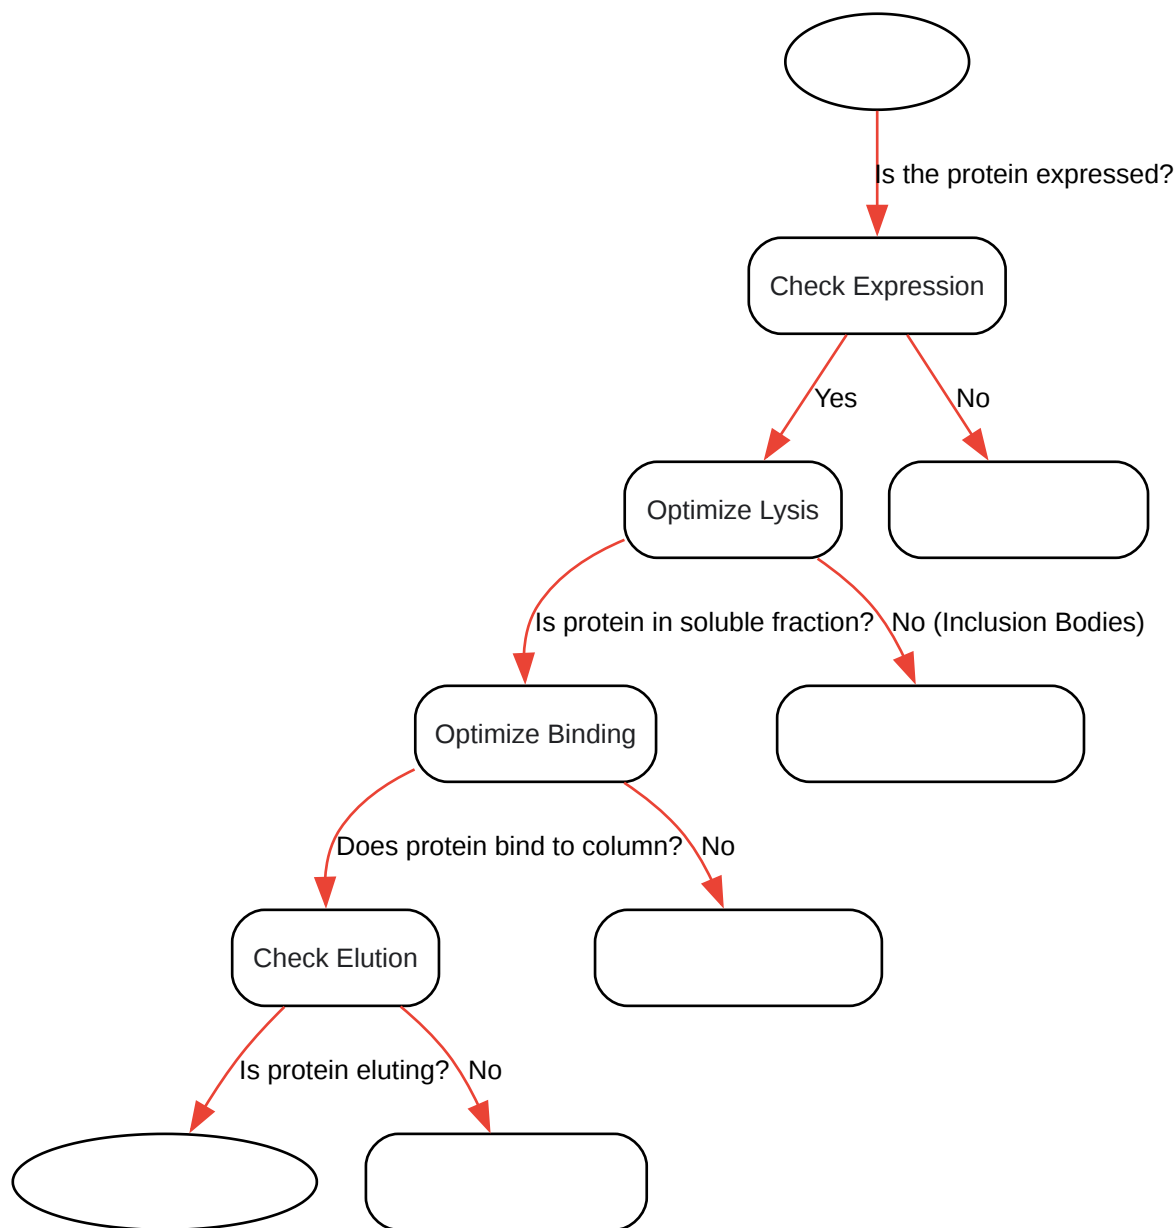 Is the protein expressed?
Check Expression
Yes
No
Optimize Lysis
Is protein in soluble fraction?
No (Inclusion Bodies)
Optimize Binding
Does protein bind to column?
No
Check Elution
Is protein eluting?
No